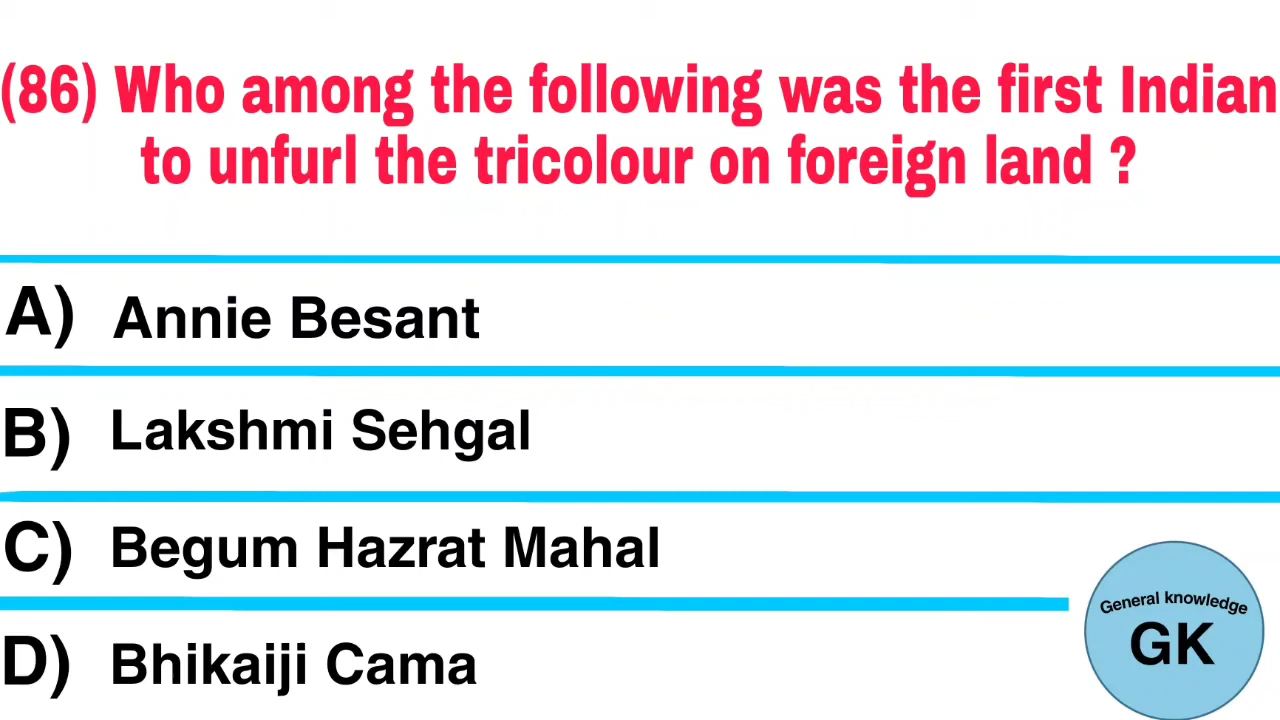 (86) Who among the following was the first Indian
to unfurl the tricolour on foreign land ?
A) Annie Besant
B) Lakshmi Sehgal
C) Begum Hazrat Mahal
D) Bhikaiji Cama
General knowledge
GK